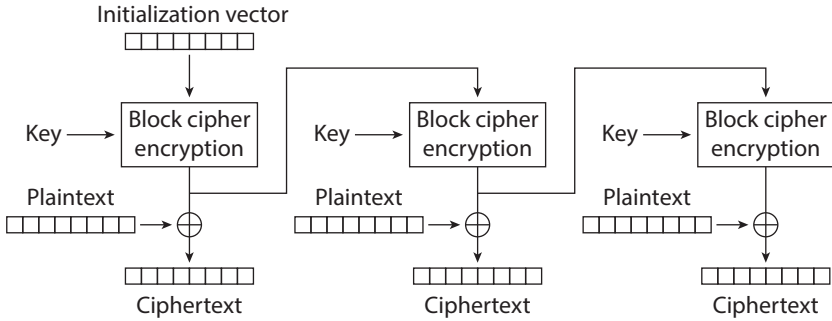 Initialization vector
Key
Block cipher
encryption
Key
Block cipher
encryption
Key
Block cipher
encryption
Plaintext
Plaintext
Plaintext
Ciphertext
Ciphertext
Ciphertext